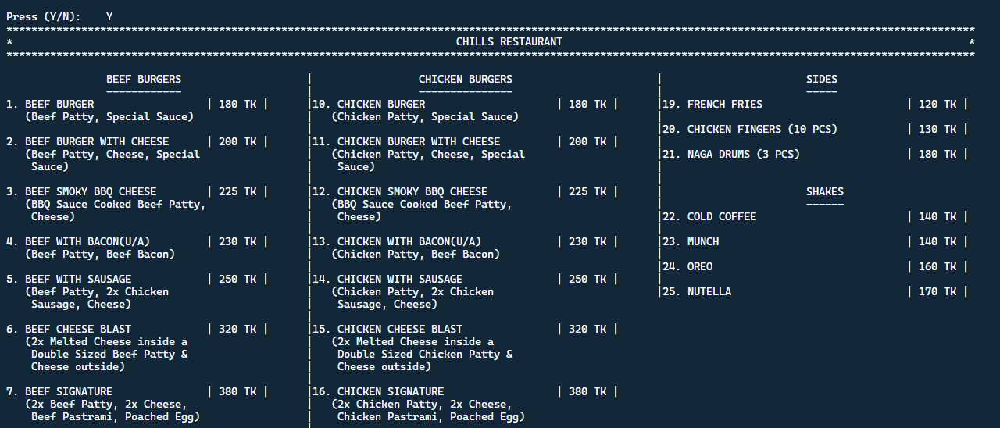 Press (Y/N):    Y
***********************************************************************************************************************************************************
*                                                                       CHILLS RESTAURANT                                                                 *
***********************************************************************************************************************************************************
                BEEF BURGERS                    |                 CHICKEN BURGERS                       |                       SIDES
                ------------                    |                 ---------------                       |                       -----
1. BEEF BURGER                  | 180 TK |      |10. CHICKEN BURGER                     | 180 TK |      |19. FRENCH FRIES                       | 120 TK |
   (Beef Patty, Special Sauce)                  |   (Chicken Patty, Special Sauce)                      |
                                                |                                                       |20. CHICKEN FINGERS (10 PCS)           | 130 TK |
2. BEEF BURGER WITH CHEESE      | 200 TK |      |11. CHICKEN BURGER WITH CHEESE         | 200 TK |      |
   (Beef Patty, Cheese, Special                 |   (Chicken Patty, Cheese, Special                     |21. NAGA DRUMS (3 PCS)                 | 180 TK |
    Sauce)                                      |    Sauce)                                             |
                                                |                                                       |
3. BEEF SMOKY BBQ CHEESE        | 225 TK |      |12. CHICKEN SMOKY BBQ CHEESE           | 225 TK |      |                       SHAKES
   (BBQ Sauce Cooked Beef Patty,                |   (BBQ Sauce Cooked Beef Patty,                       |                       ------
    Cheese)                                     |    Cheese)                                            |22. COLD COFFEE                        | 140 TK |
                                                |                                                       |
4. BEEF WITH BACON(U/A)         | 230 TK |      |13. CHICKEN WITH BACON(U/A)            | 230 TK |      |23. MUNCH                              | 140 TK |
   (Beef Patty, Beef Bacon)                     |   (Chicken Patty, Beef Bacon)                         |
                                                |                                                       |24. OREO                               | 160 TK |
5. BEEF WITH SAUSAGE            | 250 TK |      |14. CHICKEN WITH SAUSAGE               | 250 TK |      |
   (Beef Patty, 2x Chicken                      |   (Chicken Patty, 2x Chicken                          |25. NUTELLA                            | 170 TK |
    Sausage, Cheese)                            |    Sausage, Cheese)
                                                |
6. BEEF CHEESE BLAST            | 320 TK |      |15. CHICKEN CHEESE BLAST               | 320 TK |
   (2x Melted Cheese inside a                   |   (2x Melted Cheese inside a
    Double Sized Beef Patty &                   |    Double Sized Chicken Patty &
    Cheese outside)                             |    Cheese outside)
                                                |
7. BEEF SIGNATURE               | 380 TK |      |16. CHICKEN SIGNATURE                  | 380 TK |
   (2x Beef Patty, 2x Cheese,                   |   (2x Chicken Patty, 2x Cheese,
    Beef Pastrami, Poached Egg)                 |    Chicken Pastrami, Poached Egg)